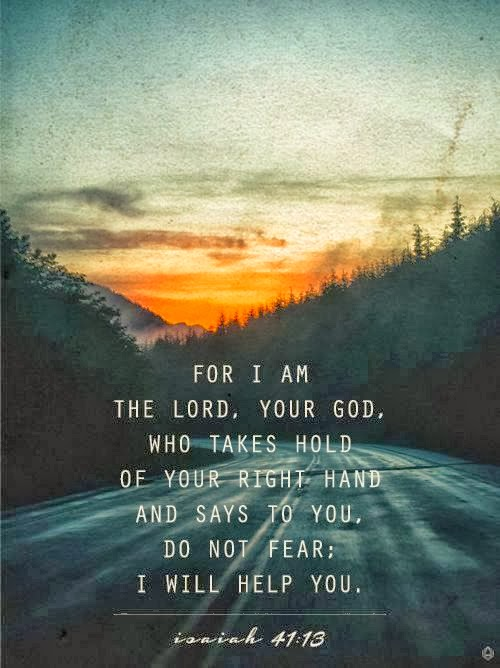 FOR I AM
THE LORD, YOUR GOD,
WHO TAKES HOLD
OF YOUR RIGHT HAND
AND SAYS TO YOU,
DO NOT FEAR;
I WILL HELP YOU.
isaiah 41:13